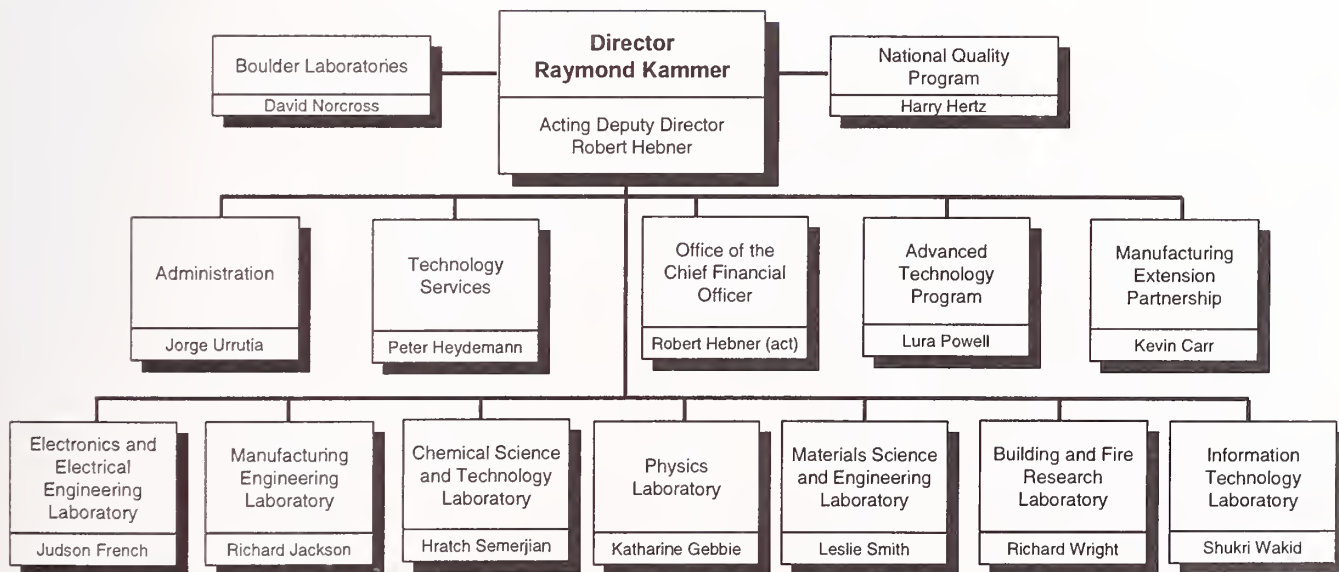 Boulder Laboratories
David Norcross
Director
Raymond Kammer
Acting Deputy Director
Robert Hebner
National Quality
Program
Harry Hertz
Administration
Jorge Urrutia
Technology
Services
Peter Heydemann
Office of the
Chief Financial
Officer
Robert Hebner (act)
Advanced
Technology
Program
Lura Powell
Manufacturing
Extension
Partnership
Kevin Carr
Electronics and
Electrical
Engineering
Laboratory
Judson French
Manufacturing
Engineering
Laboratory
Richard Jackson
Chemical Science
and Technology
Laboratory
Hratch Semerjian
Physics
Laboratory
Katharine Gebbie
Materials Science
and Engineering
Laboratory
Leslie Smith
Building and Fire
Research
Laboratory
Richard Wright
Information
Technology
Laboratory
Shukri Wakid